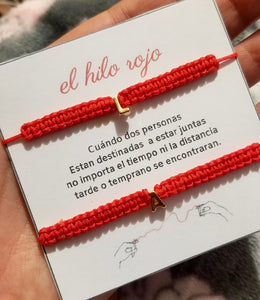 el hilo rojo
L
Cuándo dos personas
Estan destinadas a estar juntas
no importa el tiempo ni la distancia
tarde o temprano se encontraran.
A